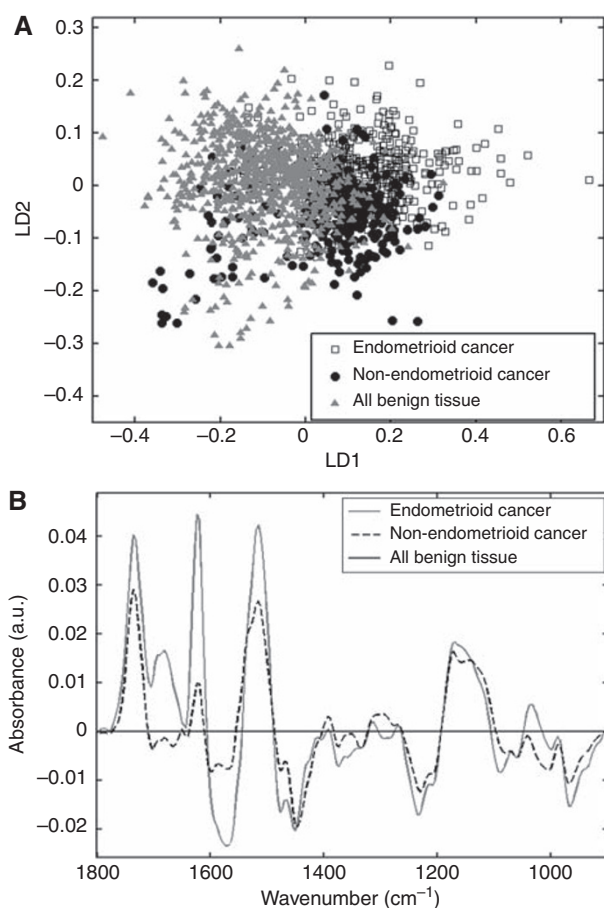 A
0.3
0.2
0.1
0
−0.1
−0.2
−0.3
−0.4
LD2
Endometrioid cancer
Non-endometrioid cancer
All benign tissue
−0.4
−0.2
0
0.2
0.4
0.6
LD1
B
Endometrioid cancer
Non-endometrioid cancer
All benign tissue
0.04
0.03
0.02
0.01
0
−0.01
−0.02
Absorbance (a.u.)
1800
1600
1400
1200
1000
Wavenumber (cm⁻¹)